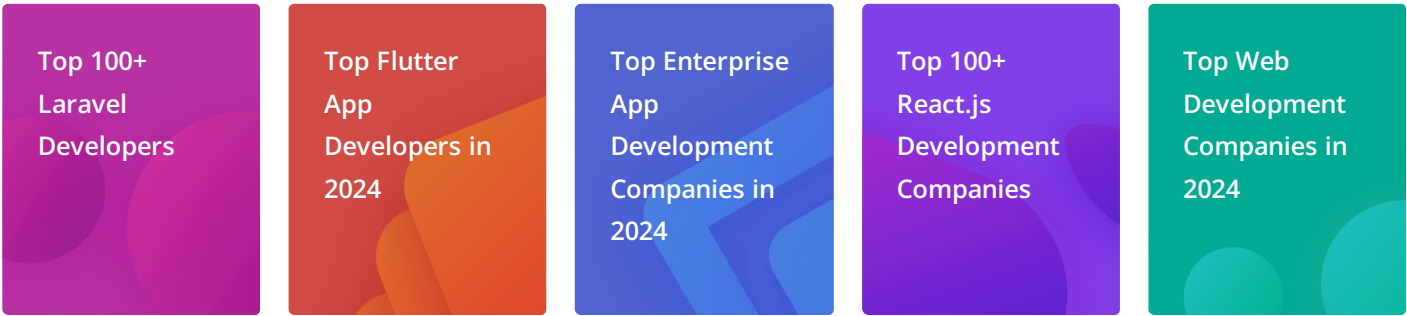 Top 100+
Laravel
Developers
Top Flutter
App
Developers in
2024
Top Enterprise
App
Development
Companies in
2024
Top 100+
React.js
Development
Companies
Top Web
Development
Companies in
2024